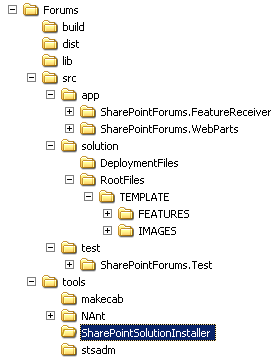 Forums
build
dist
lib
src
app
SharePointForums.FeatureReceiver
SharePointForums.WebParts
solution
DeploymentFiles
RootFiles
TEMPLATE
FEATURES
IMAGES
test
SharePointForums.Test
tools
makecab
NAnt
SharePointSolutionInstaller
stsadm